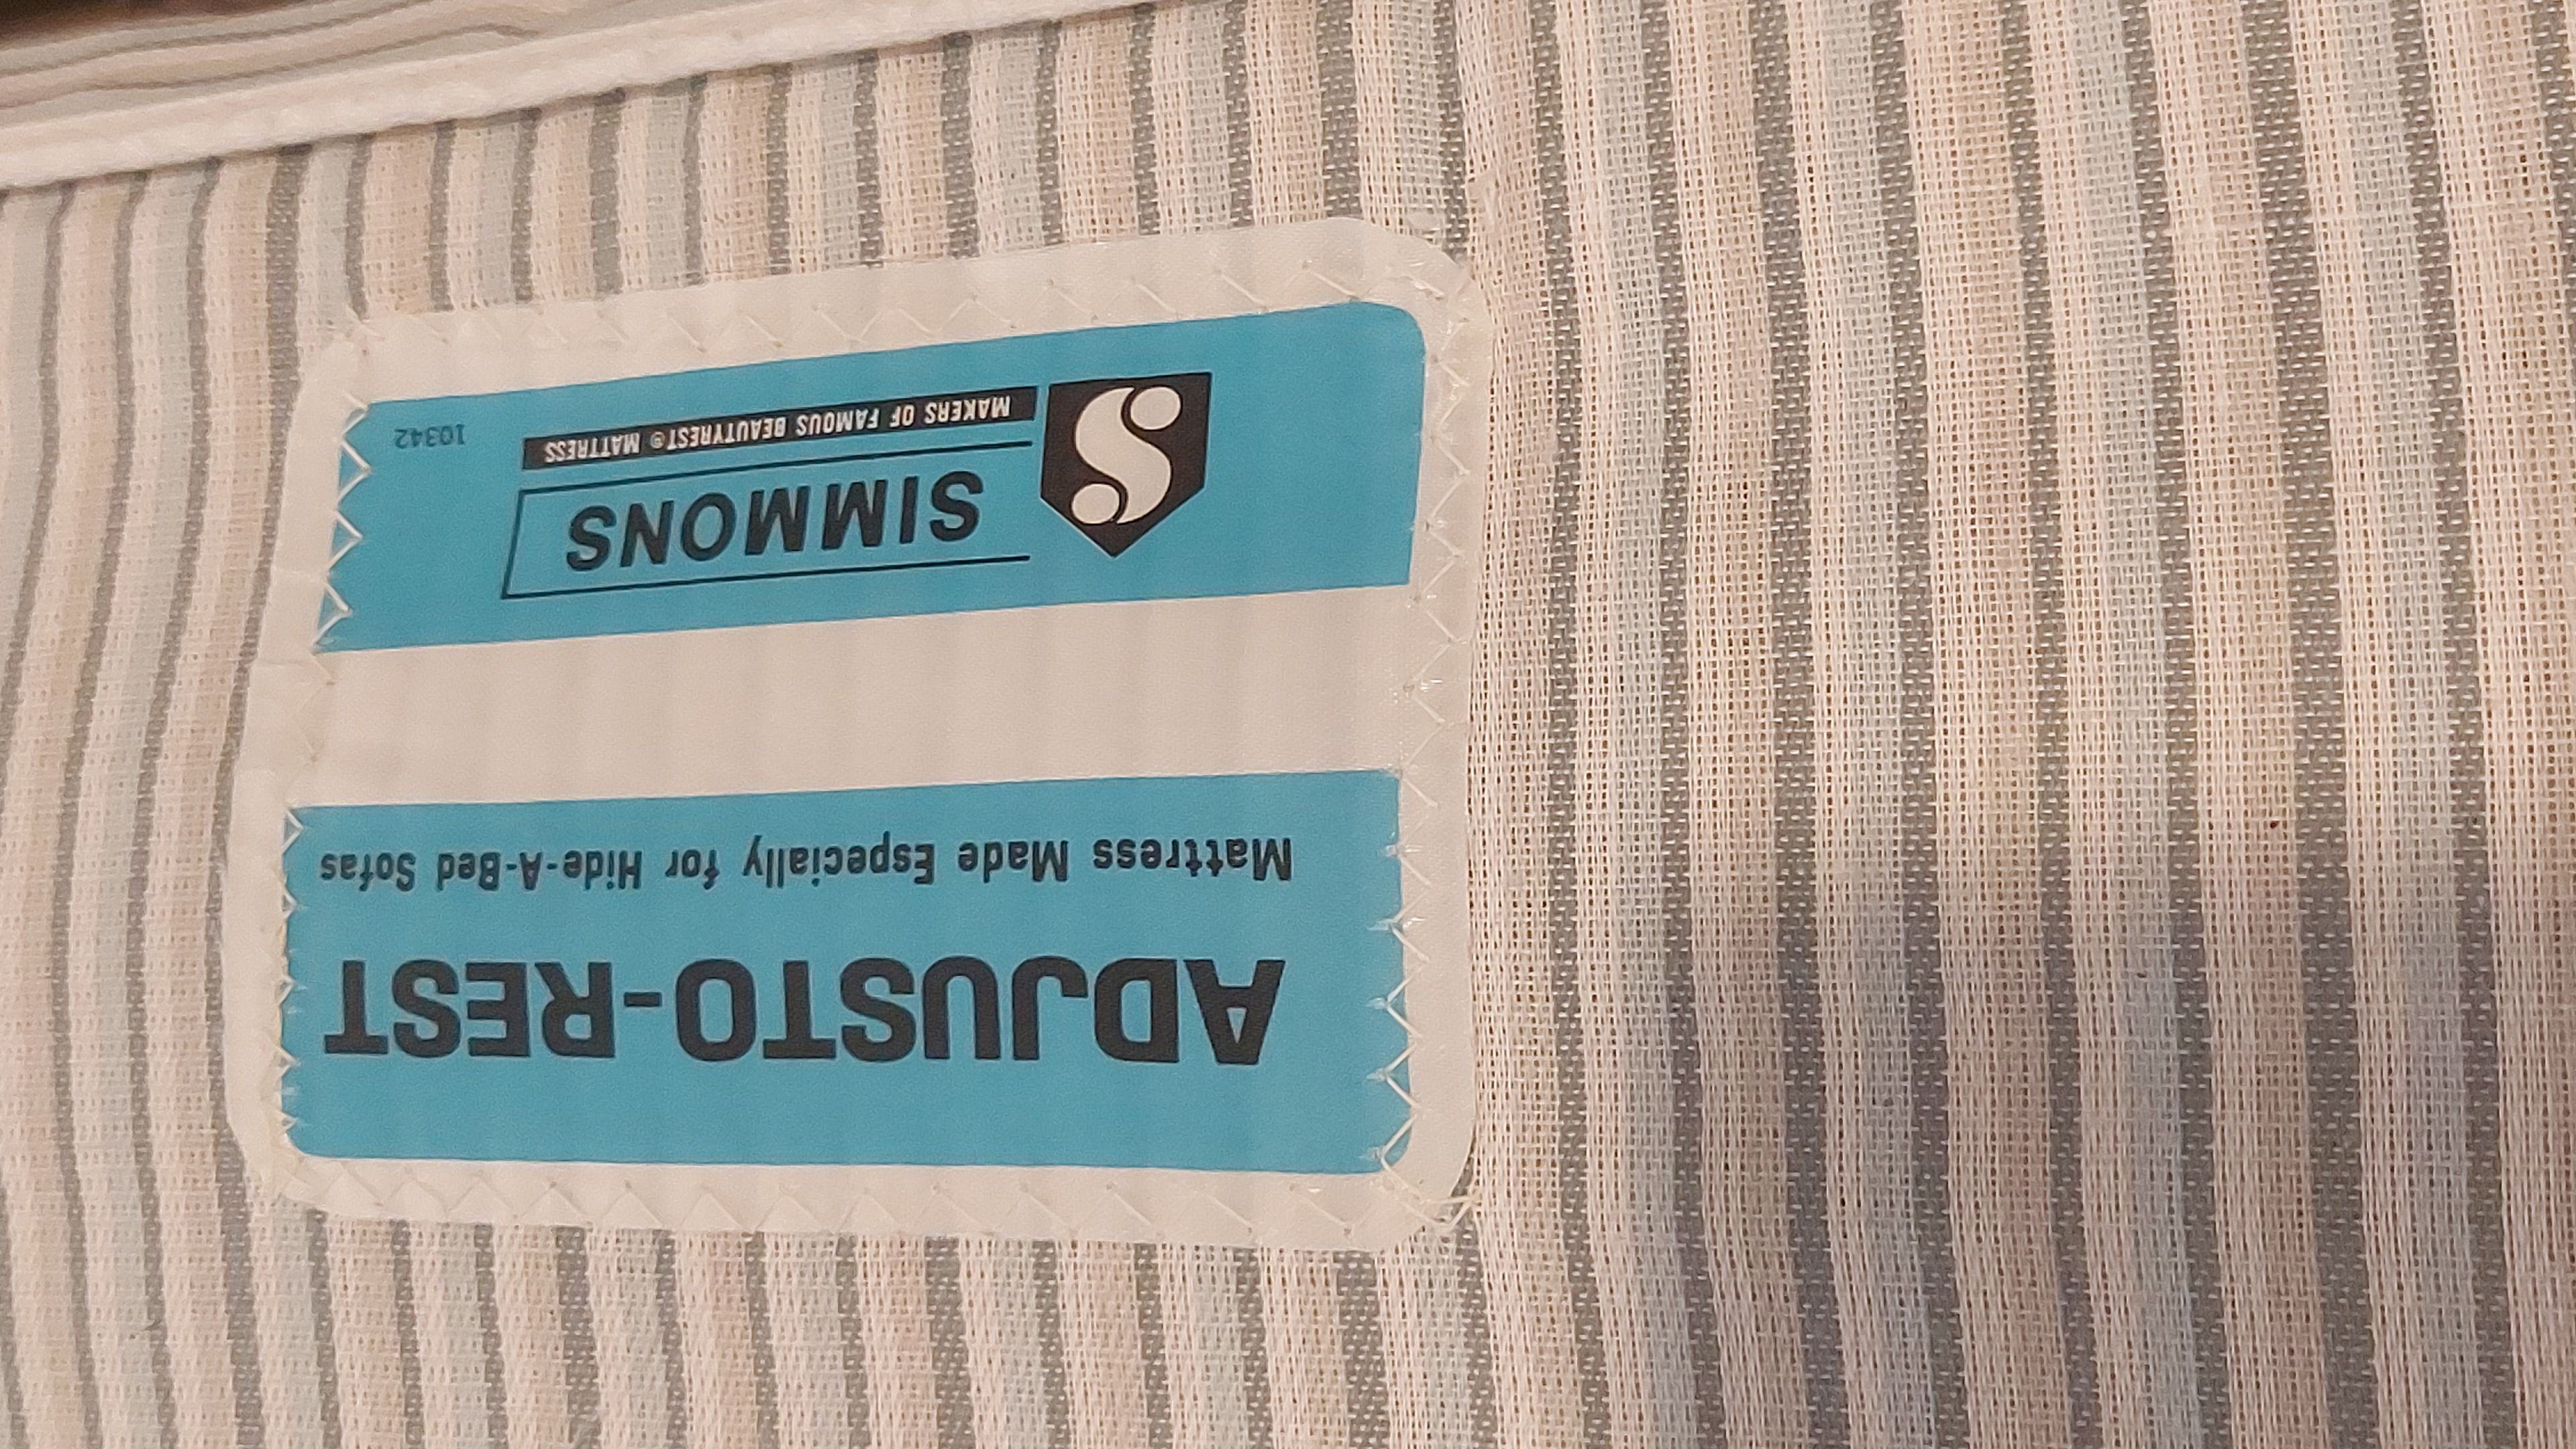 ADJUSTO-REST
Mattress Made Especially for Hide-A-Bed Sofas
S
SIMMONS
MAKERS OF FAMOUS BEAUTYREST® MATTRESS
10342